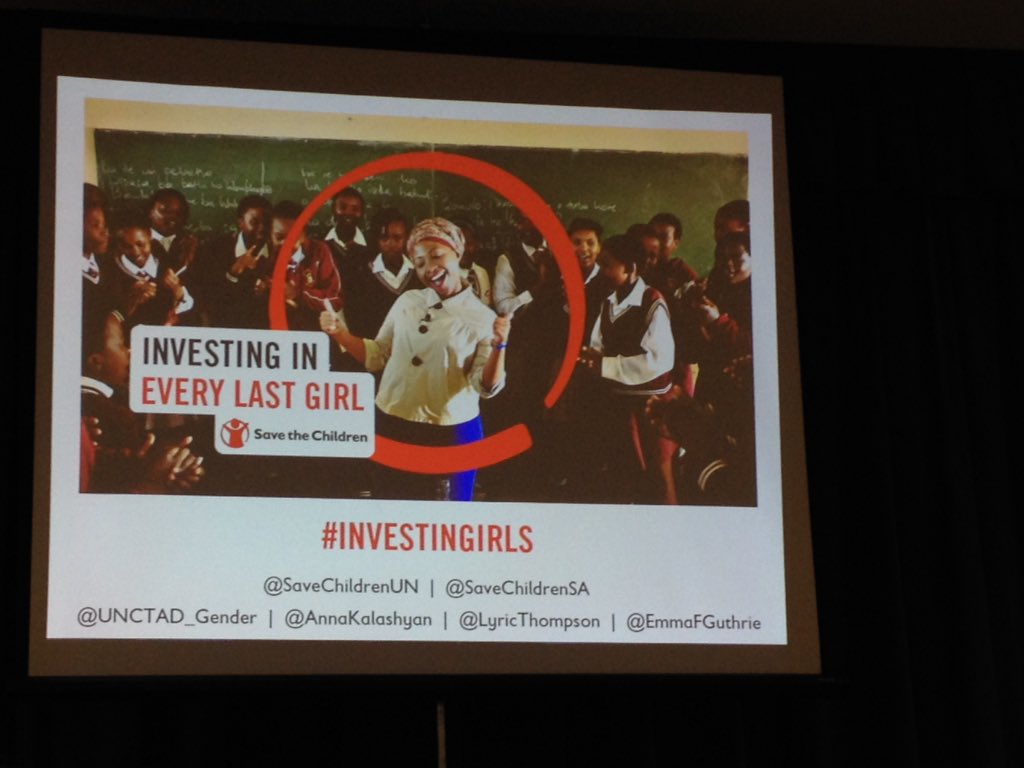 INVESTING IN
EVERY LAST GIRL
Save the Children
#INVESTINGIRLS
@SaveChildrenUN | @SaveChildrenSA
@UNCTAD_Gender | @AnnaKalashyan | @LyricThompson | @EmmaFGuthrie